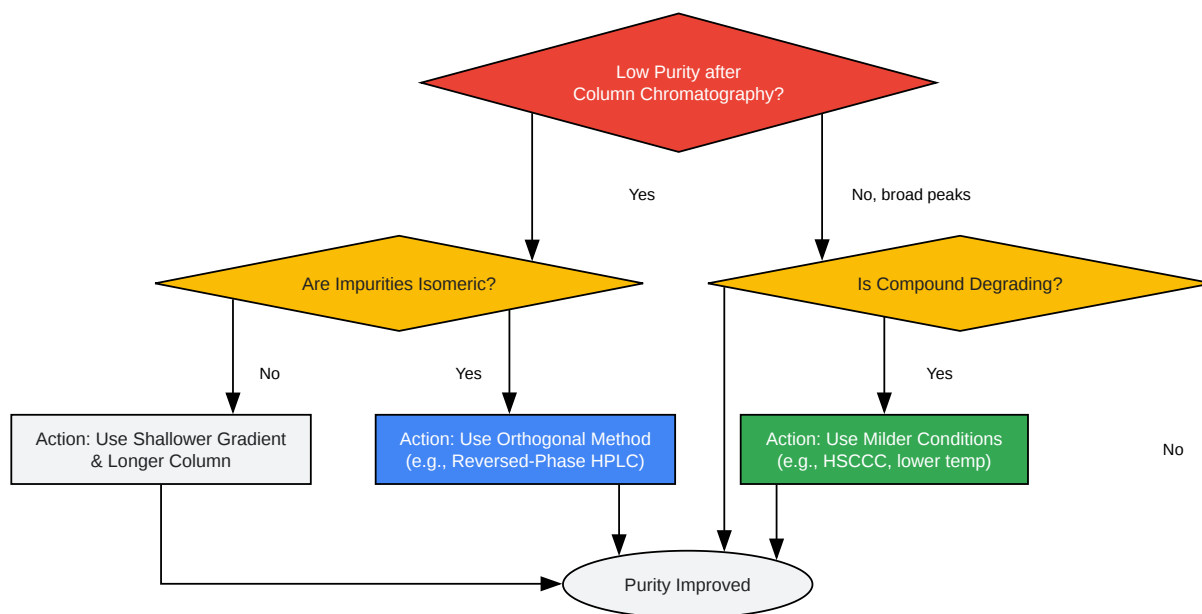 Low Purity after
Column Chromatography?
Yes
No, broad peaks
Are Impurities Isomeric?
Is Compound Degrading?
No
Yes
Yes
Action: Use Shallower Gradient
& Longer Column
Action: Use Orthogonal Method
(e.g., Reversed-Phase HPLC)
Action: Use Milder Conditions
(e.g., HSCCC, lower temp)
No
Purity Improved